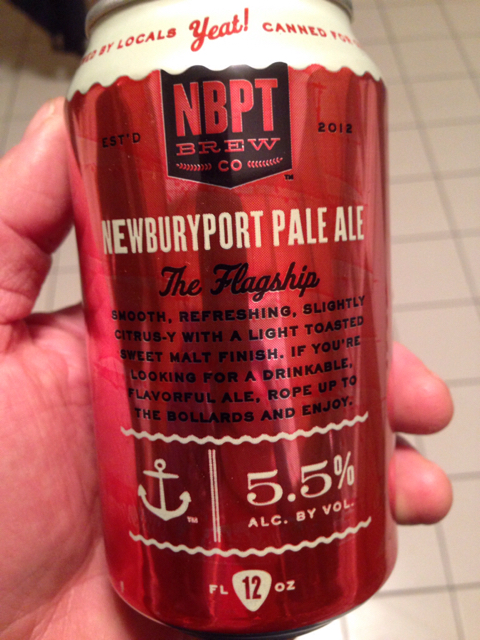 BY LOCALS Yeat! CANNED FOR
NBPT
EST'D BREW 2012
CO
TM
NEWBURYPORT PALE ALE
The Flagship
SMOOTH, REFRESHING, SLIGHTLY
CITRUS-Y WITH A LIGHT TOASTED
SWEET MALT FINISH. IF YOU'RE
LOOKING FOR A DRINKABLE,
FLAVORFUL ALE, ROPE UP TO
THE BOLLARDS AND ENJOY.
5.5%
TM ALC. BY VOL.
FL 12 OZ